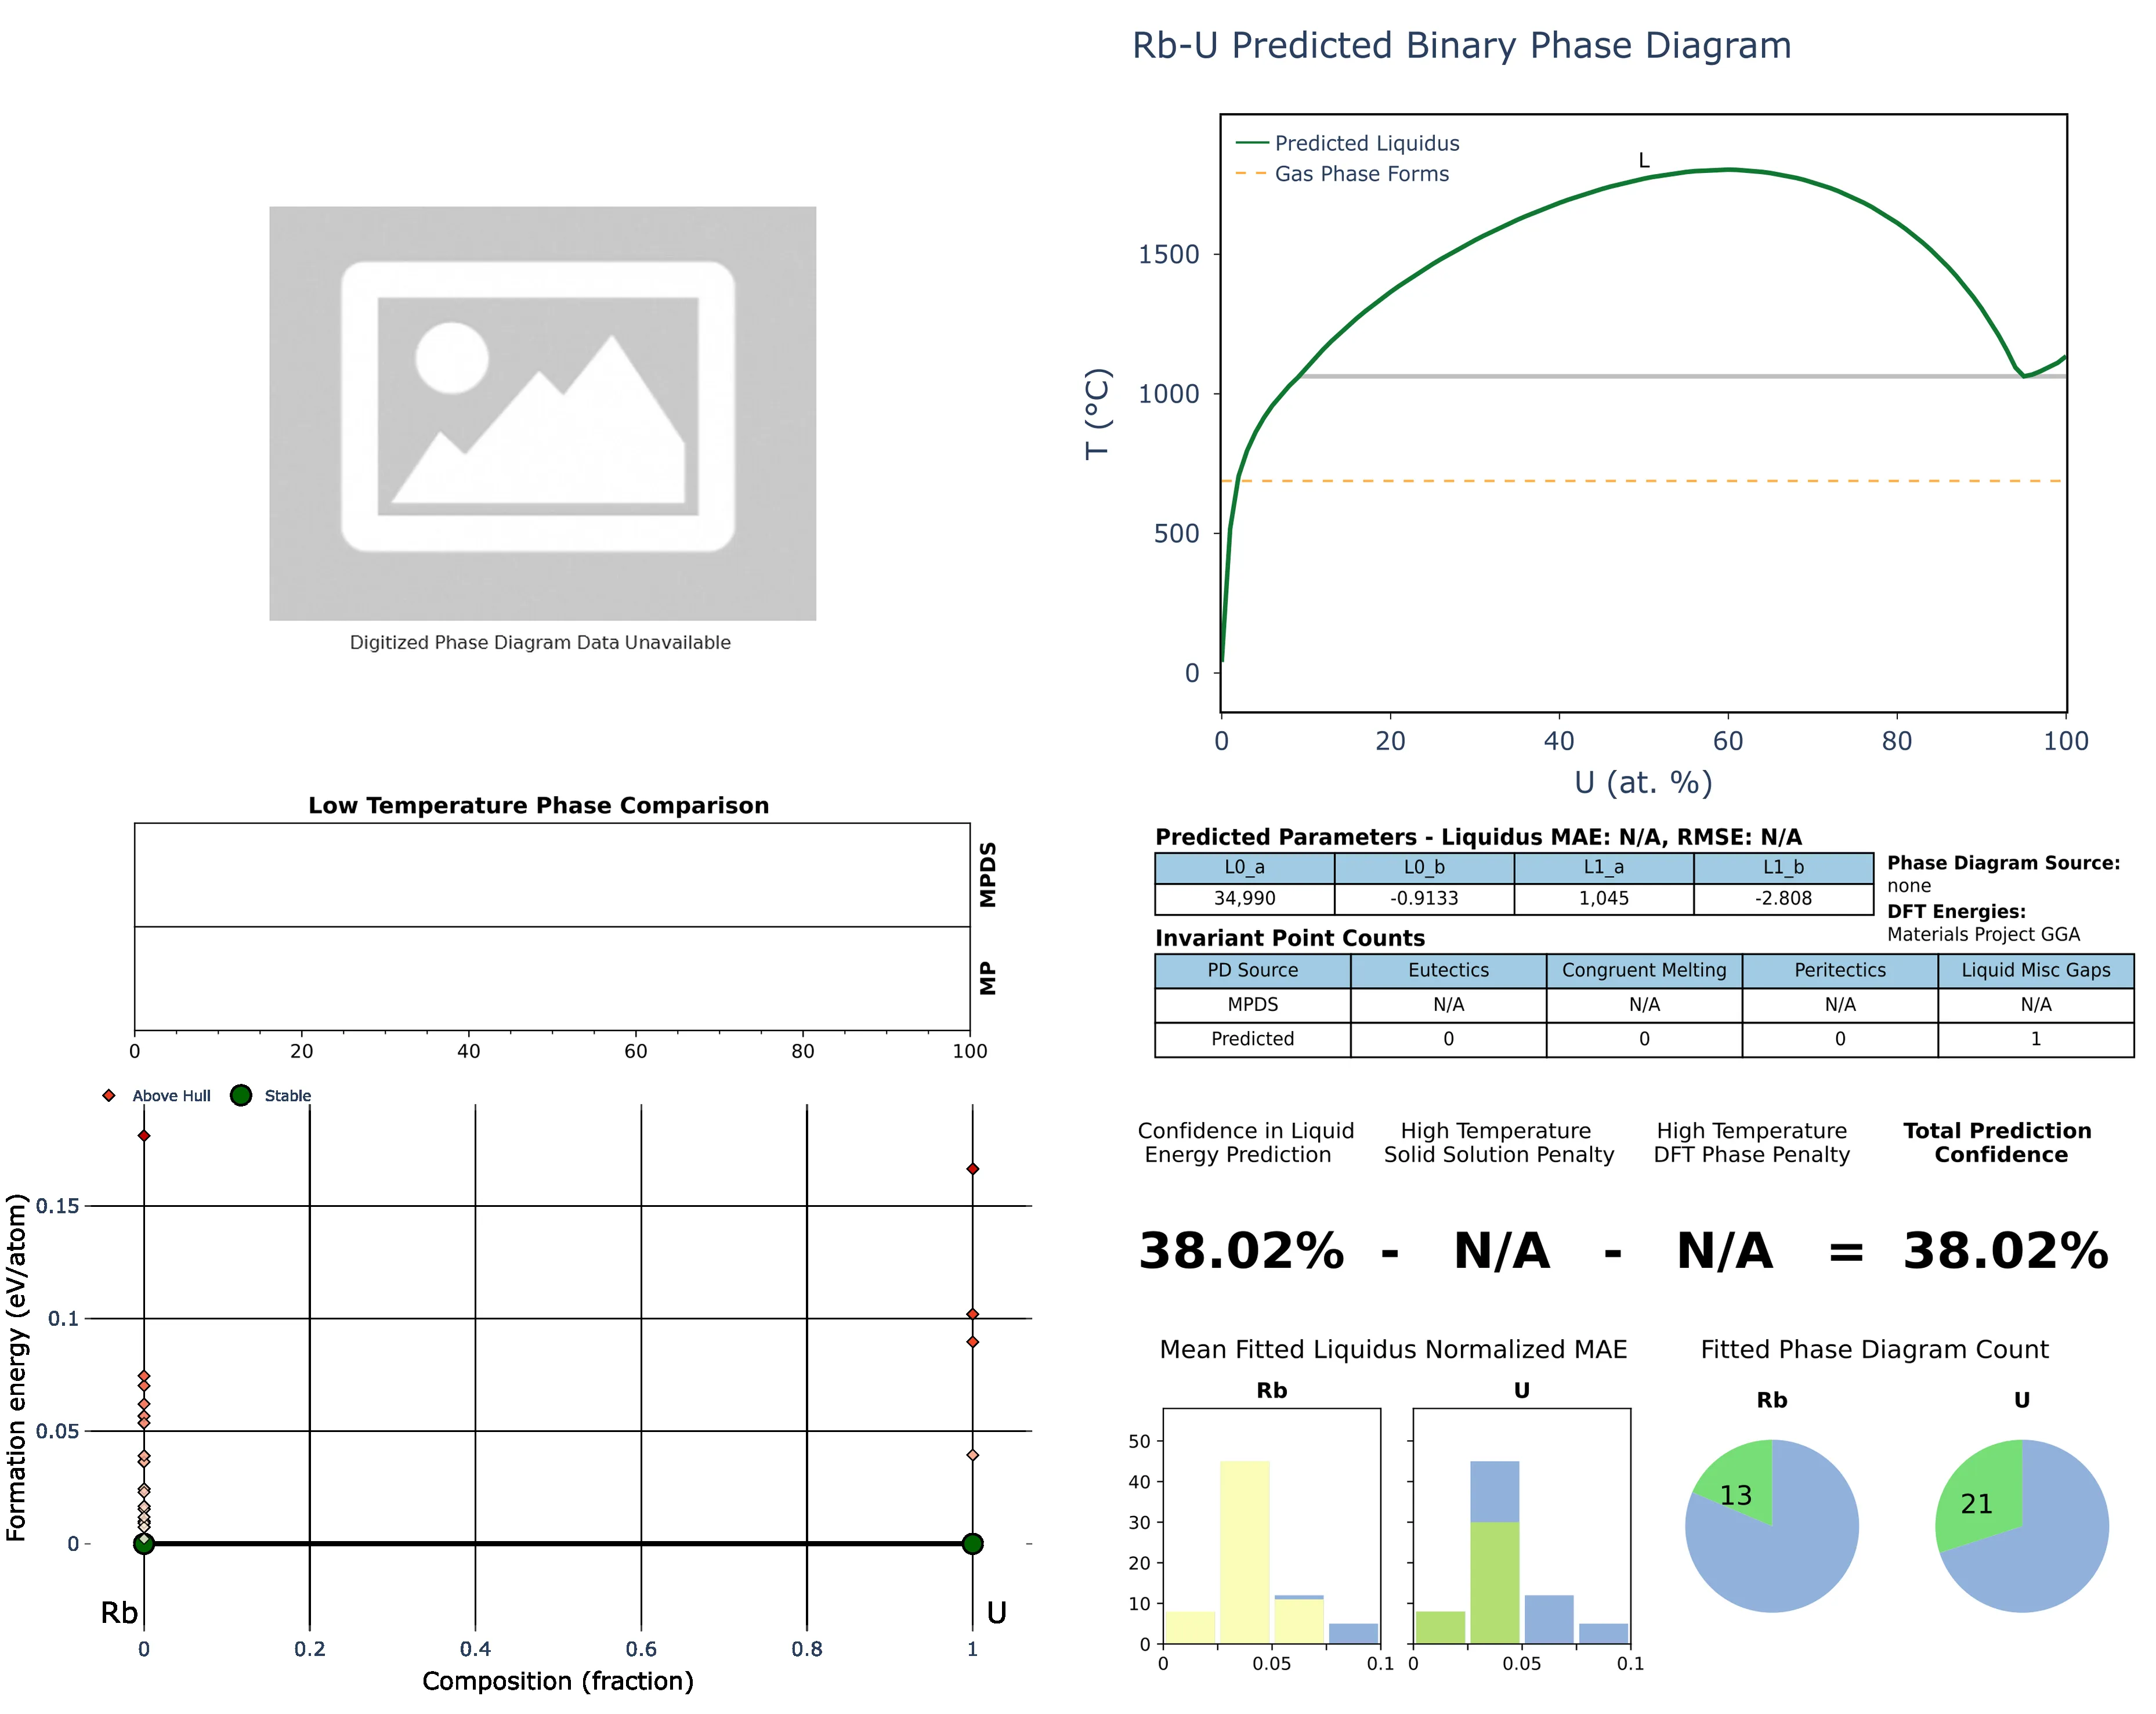 Rb-U Predicted Binary Phase Diagram
Predicted Liquidus
Gas Phase Forms
L
1500
1000
500
0
T (°C)
0 20 40 60 80 100
U (at. %)
Digitized Phase Diagram Data Unavailable
Low Temperature Phase Comparison
MPDS
MP
0 20 40 60 80 100
Predicted Parameters - Liquidus MAE: N/A, RMSE: N/A
L0_a L0_b L1_a L1_b
34,990 -0.9133 1,045 -2.808
Phase Diagram Source:
none
DFT Energies:
Materials Project GGA
Invariant Point Counts
PD Source Eutectics Congruent Melting Peritectics Liquid Misc Gaps
MPDS N/A N/A N/A N/A
Predicted 0 0 0 1
Above Hull Stable
0.15
0.1
0.05
0
Formation energy (eV/atom)
Rb U
0 0.2 0.4 0.6 0.8 1
Composition (fraction)
Confidence in Liquid
Energy Prediction
High Temperature
Solid Solution Penalty
High Temperature
DFT Phase Penalty
Total Prediction
Confidence
38.02% - N/A - N/A = 38.02%
Mean Fitted Liquidus Normalized MAE
Rb U
50
40
30
20
10
0
0 0.05 0.1 0 0.05 0.1
Fitted Phase Diagram Count
Rb U
13 21